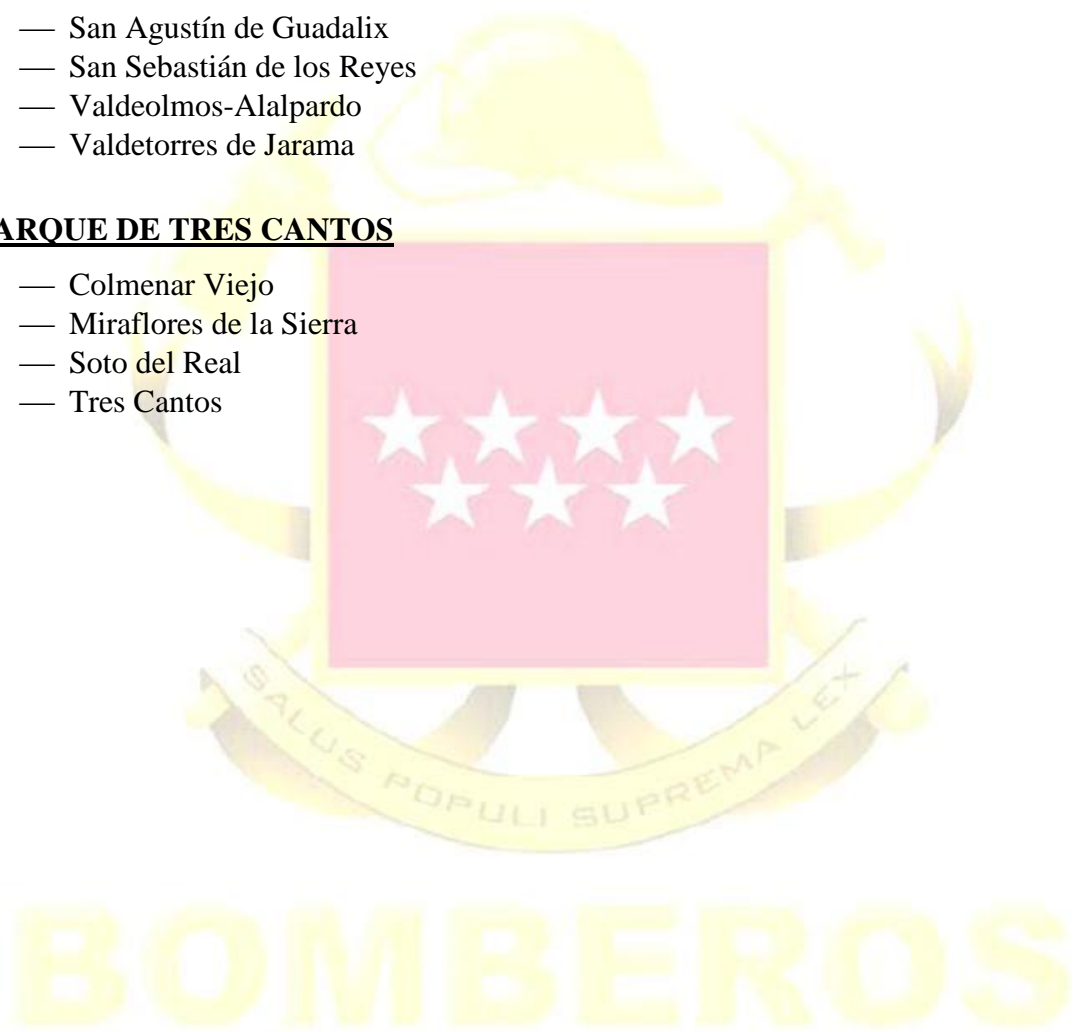 — San Agustín de Guadalix
— San Sebastián de los Reyes
— Valdeolmos-Alalpardo
— Valdetorres de Jarama
ARQUE DE TRES CANTOS
— Colmenar Viejo
— Miraflores de la Sierra
— Soto del Real
— Tres Cantos
SALUS POPULI SUPREMA LEX
BOMBEROS